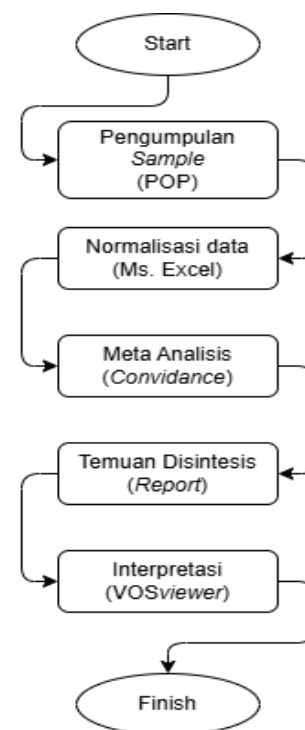 Start
Pengumpulan
Sample
(POP)
Normalisasi data
(Ms. Excel)
Meta Analisis
(Convidance)
Temuan Disintesis
(Report)
Interpretasi
(VOSviewer)
Finish